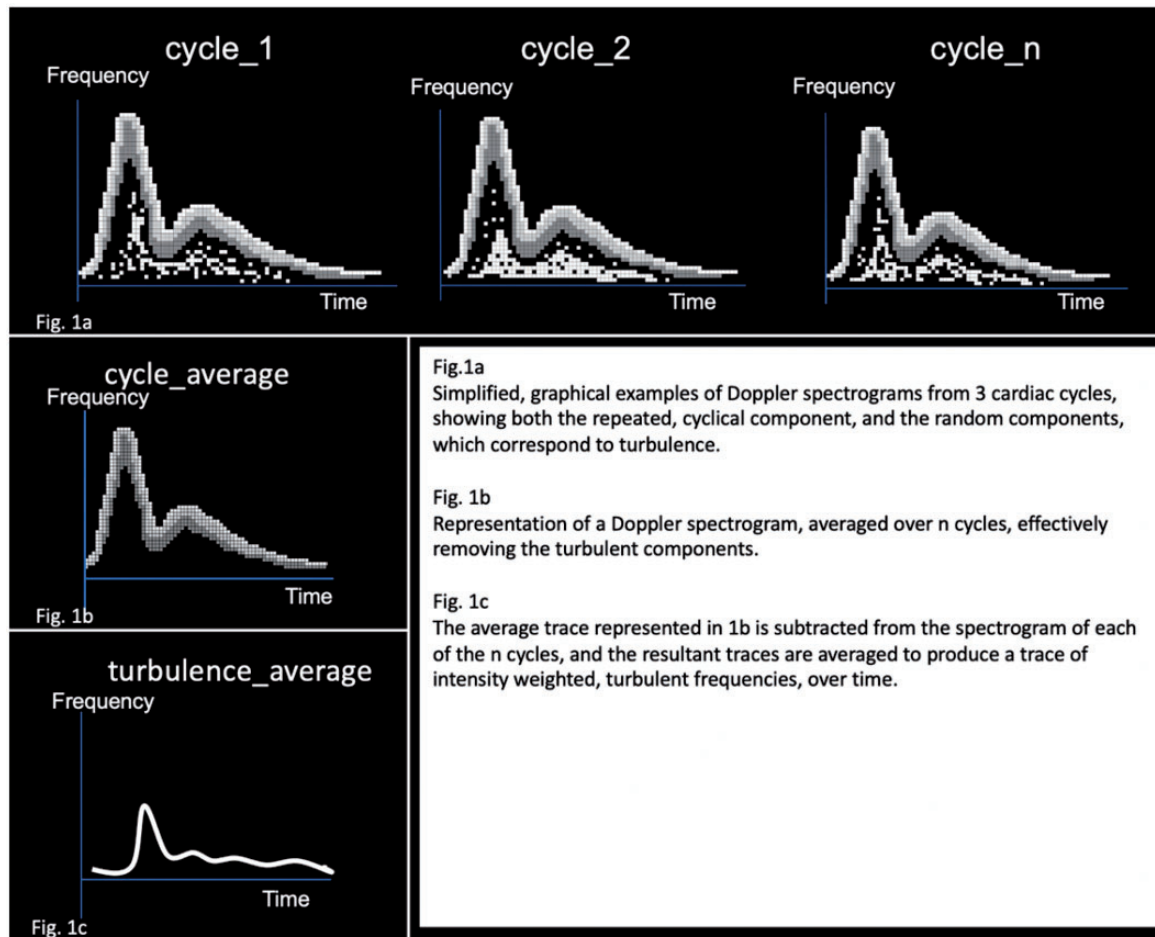 cycle_1
cycle_2
cycle_n
Frequency
Frequency
Frequency
Time
Time
Time
Fig. 1a
cycle_average
Frequency
Time
Fig. 1b
turbulence_average
Frequency
Time
Fig. 1c
Fig.1a
Simplified, graphical examples of Doppler spectrograms from 3 cardiac cycles,
showing both the repeated, cyclical component, and the random components,
which correspond to turbulence.
Fig. 1b
Representation of a Doppler spectrogram, averaged over n cycles, effectively
removing the turbulent components.
Fig. 1c
The average trace represented in 1b is subtracted from the spectrogram of each
of the n cycles, and the resultant traces are averaged to produce a trace of
intensity weighted, turbulent frequencies, over time.